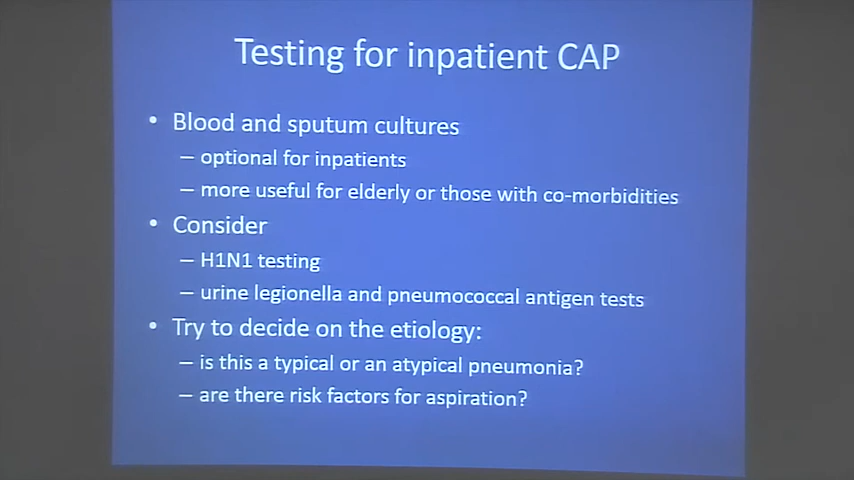 Testing for inpatient CAP
• Blood and sputum cultures
– optional for inpatients
– more useful for elderly or those with co-morbidities
• Consider
– H1N1 testing
– urine legionella and pneumococcal antigen tests
• Try to decide on the etiology:
– is this a typical or an atypical pneumonia?
– are there risk factors for aspiration?